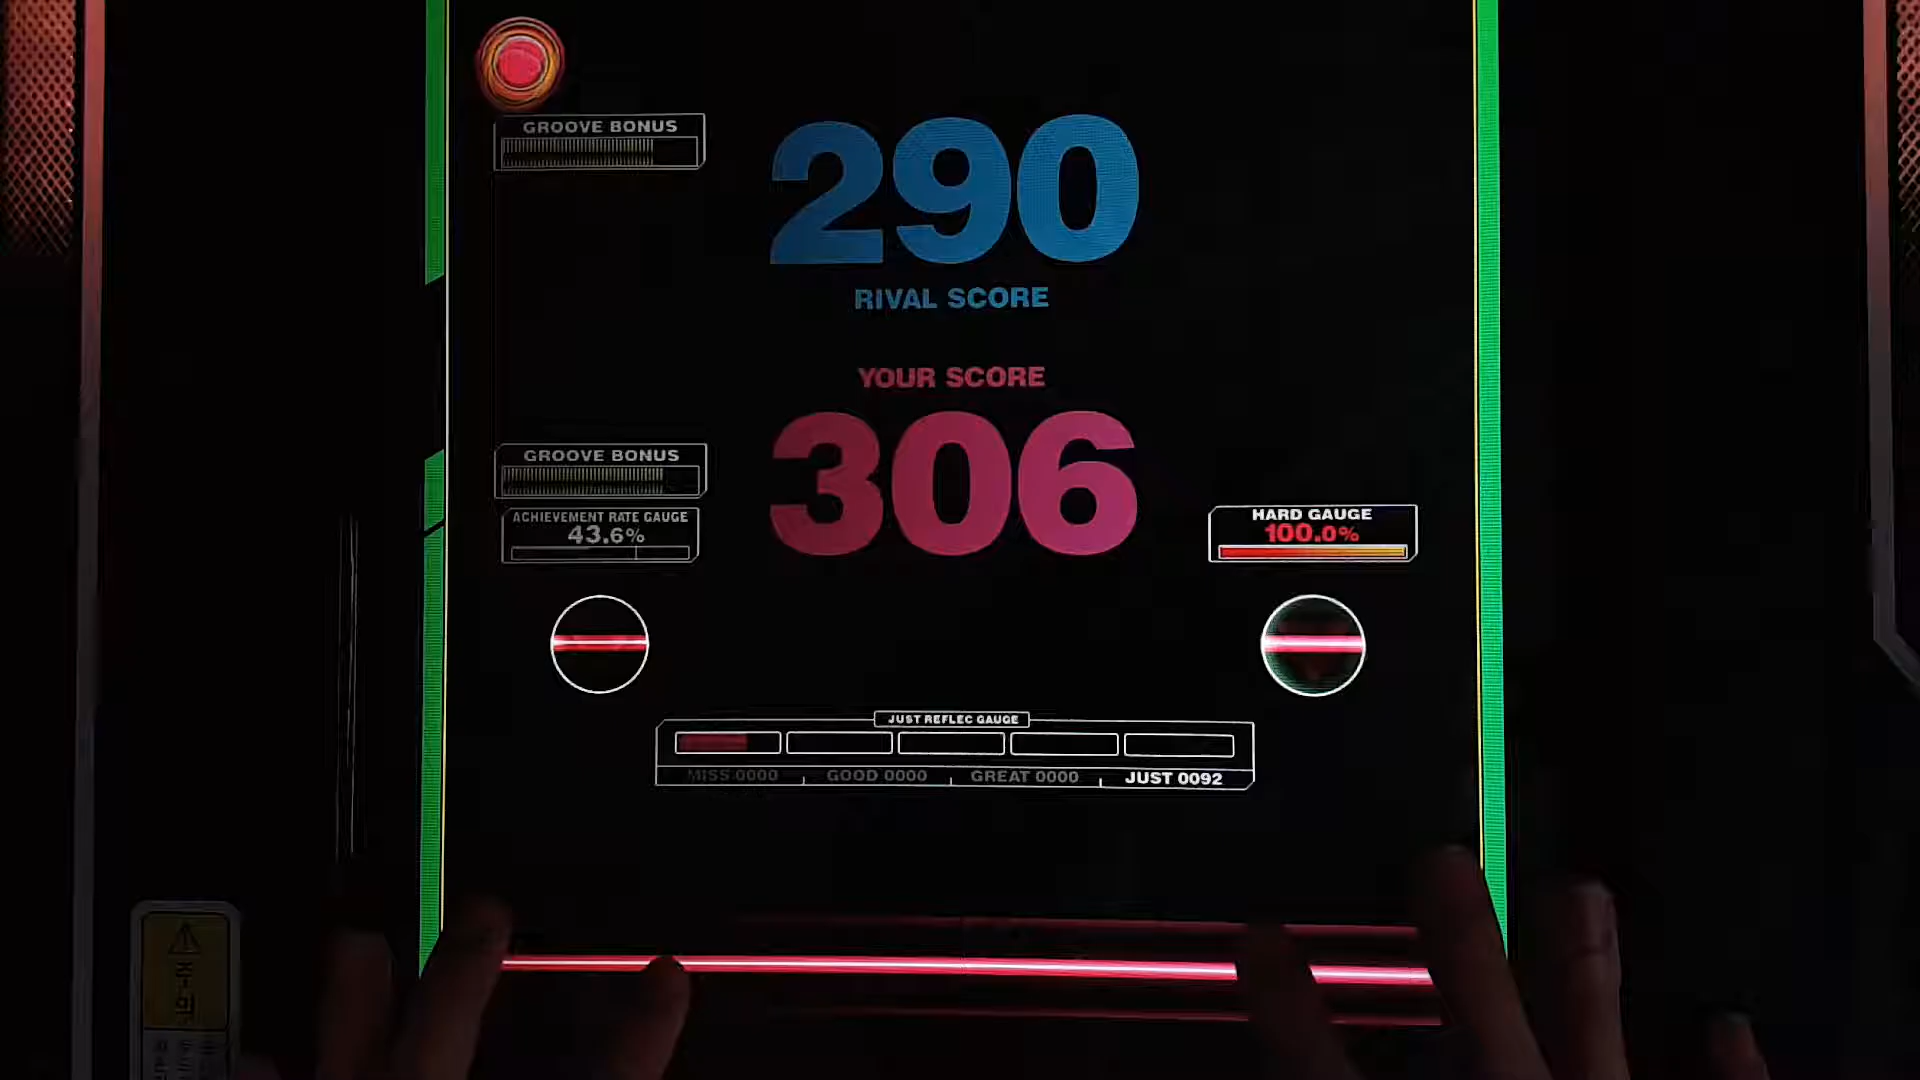 GROOVE BONUS
290
RIVAL SCORE
YOUR SCORE
306
GROOVE BONUS
ACHIEVEMENT RATE GAUGE
43.6%
HARD GAUGE
100.0%
JUST REFLEC GAUGE
MISS 0000 GOOD 0000 GREAT 0000 JUST 0092